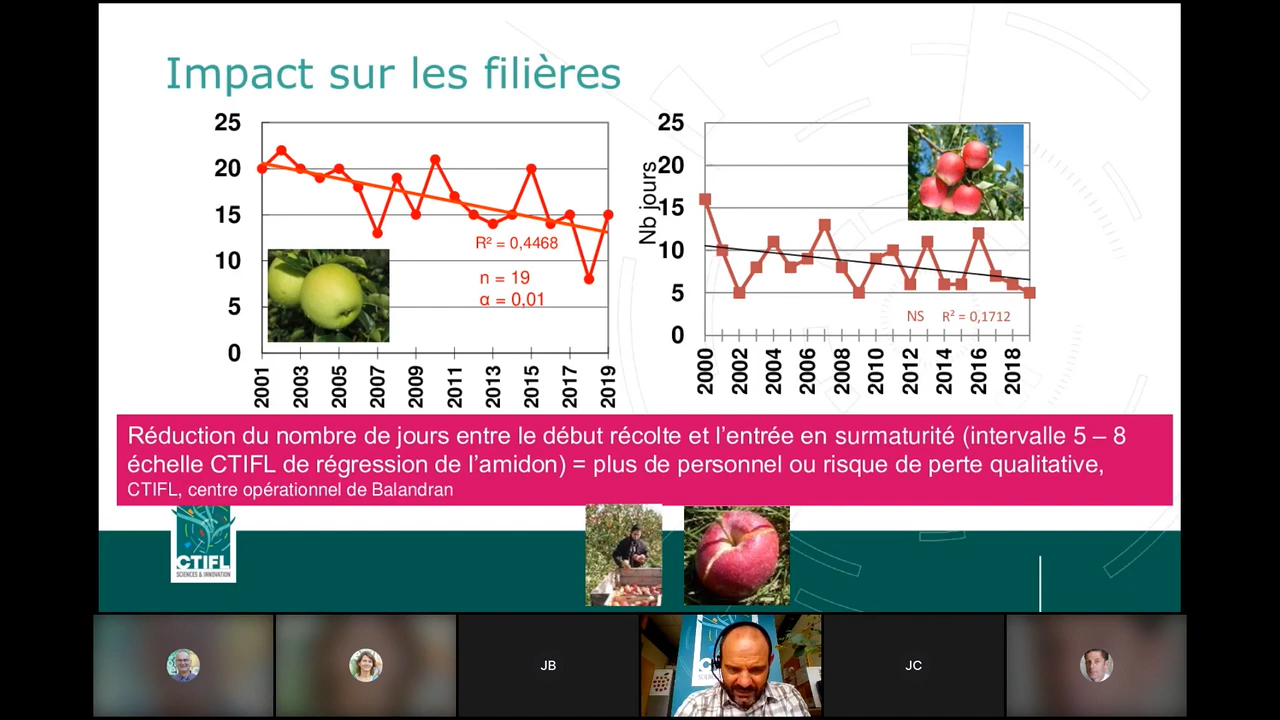 Impact sur les filières
25
20
15
10
5
0
R² = 0,4468
n = 19
α = 0,01
2001
2003
2005
2007
2009
2011
2013
2015
2017
2019
Nb jours
25
20
15
10
5
0
NS R² = 0,1712
2000
2002
2004
2006
2008
2010
2012
2014
2016
2018
Réduction du nombre de jours entre le début récolte et l'entrée en surmaturité (intervalle 5 – 8
échelle CTIFL de régression de l'amidon) = plus de personnel ou risque de perte qualitative,
CTIFL, centre opérationnel de Balandran
CTIFL
SCIENCES & INNOVATION
JB
JC